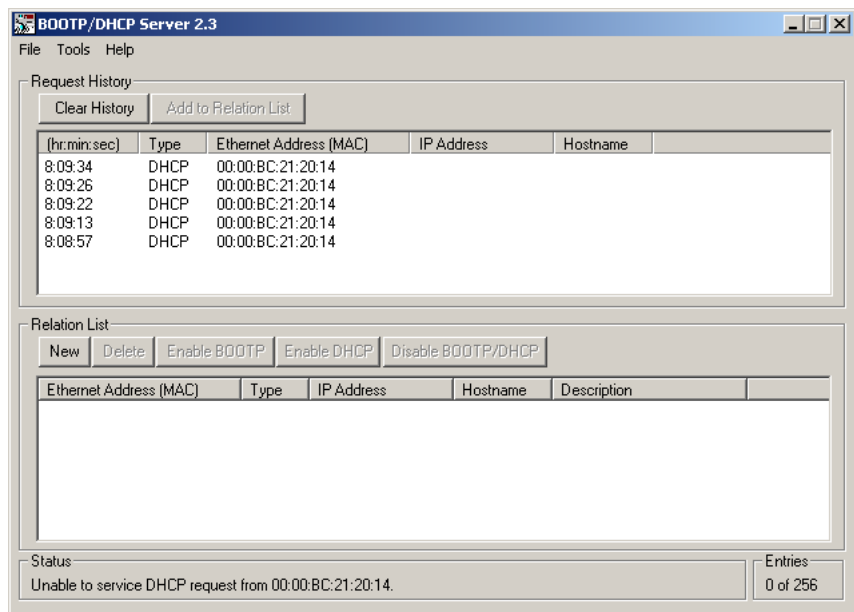 BOOTP/DHCP Server 2.3
File Tools Help
Request History
Clear History Add to Relation List
(hr:min:sec) Type Ethernet Address (MAC) IP Address Hostname
8:09:34 DHCP 00:00:BC:21:20:14
8:09:26 DHCP 00:00:BC:21:20:14
8:09:22 DHCP 00:00:BC:21:20:14
8:09:13 DHCP 00:00:BC:21:20:14
8:08:57 DHCP 00:00:BC:21:20:14
Relation List
New Delete Enable BOOTP Enable DHCP Disable BOOTP/DHCP
Ethernet Address (MAC) Type IP Address Hostname Description
Status Entries
Unable to service DHCP request from 00:00:BC:21:20:14. 0 of 256